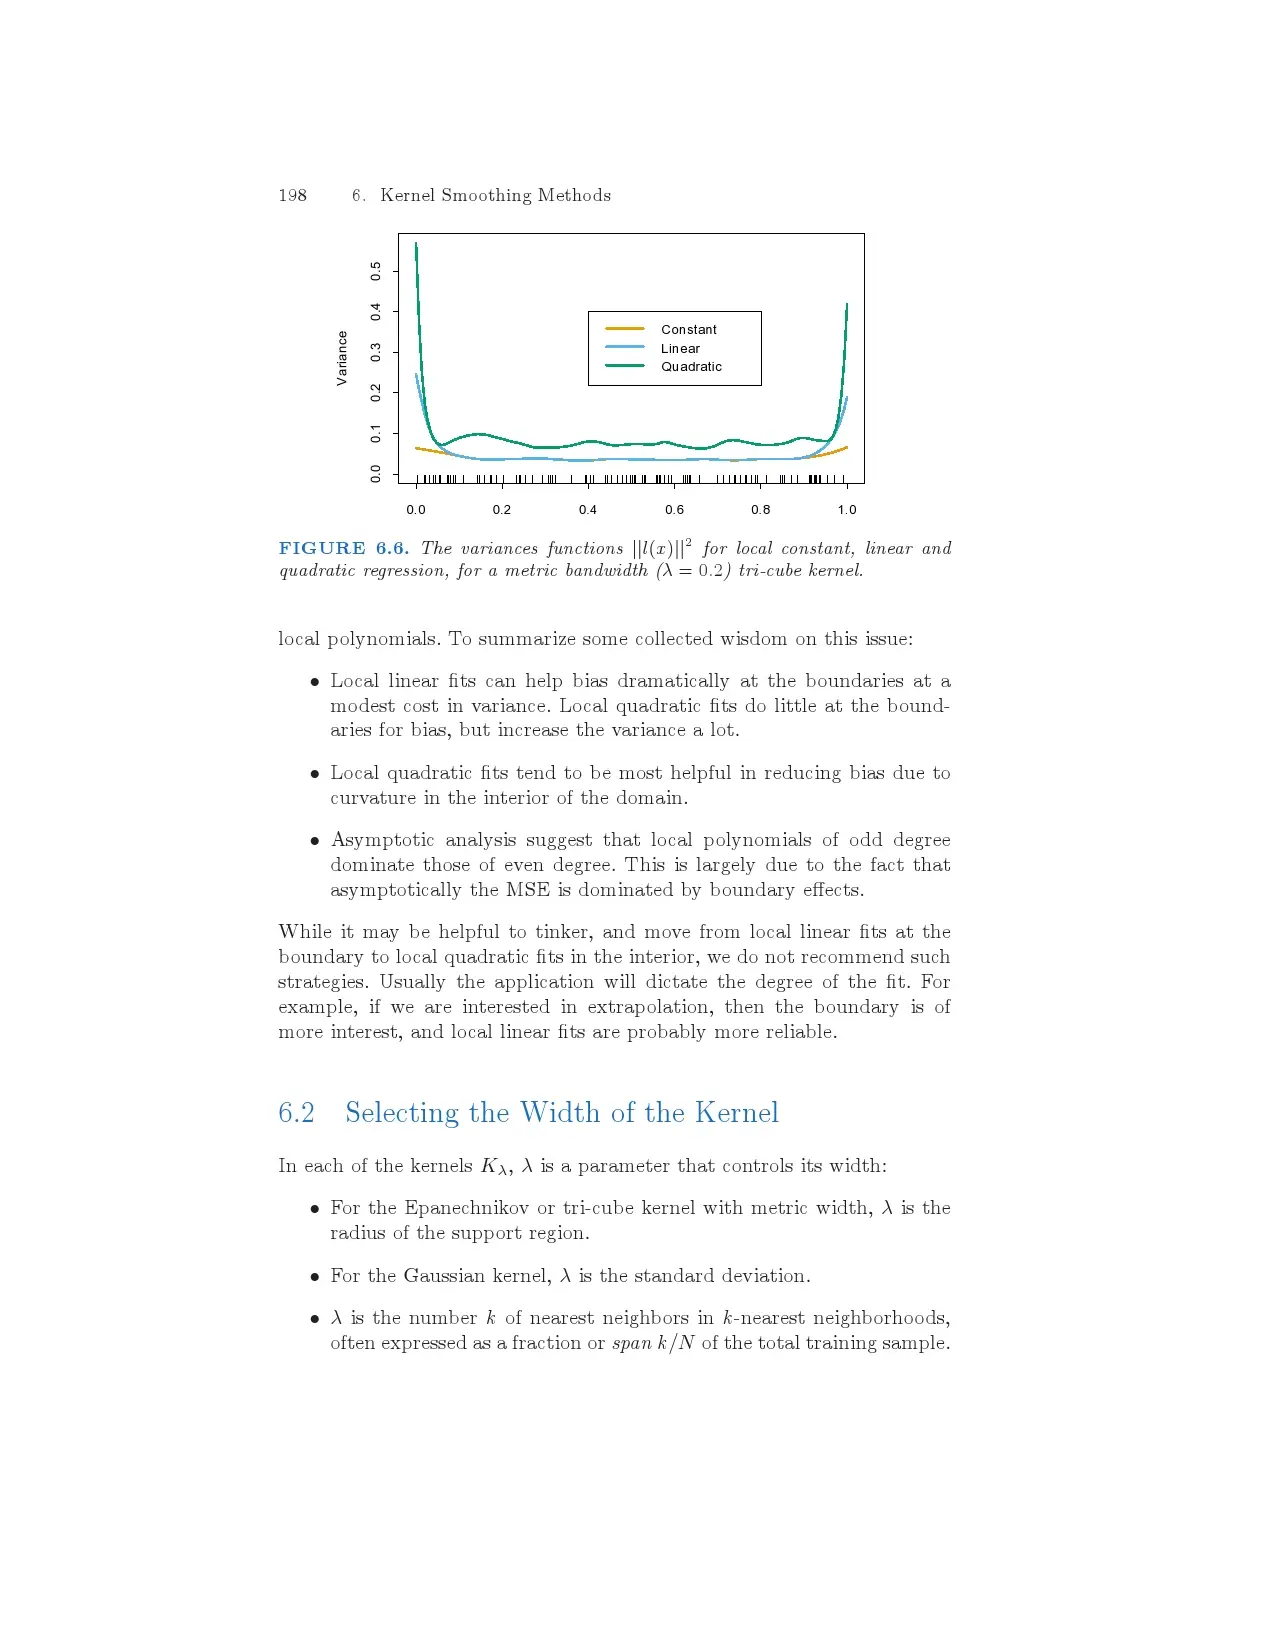 198 6. Kernel Smoothing Methods
Variance
0.0 0.1 0.2 0.3 0.4 0.5
Constant
Linear
Quadratic
0.0 0.2 0.4 0.6 0.8 1.0
FIGURE 6.6. The variances functions ||l(x)||² for local constant, linear and
quadratic regression, for a metric bandwidth (λ = 0.2) tri-cube kernel.
local polynomials. To summarize some collected wisdom on this issue:
• Local linear fits can help bias dramatically at the boundaries at a
modest cost in variance. Local quadratic fits do little at the bound-
aries for bias, but increase the variance a lot.
• Local quadratic fits tend to be most helpful in reducing bias due to
curvature in the interior of the domain.
• Asymptotic analysis suggest that local polynomials of odd degree
dominate those of even degree. This is largely due to the fact that
asymptotically the MSE is dominated by boundary effects.
While it may be helpful to tinker, and move from local linear fits at the
boundary to local quadratic fits in the interior, we do not recommend such
strategies. Usually the application will dictate the degree of the fit. For
example, if we are interested in extrapolation, then the boundary is of
more interest, and local linear fits are probably more reliable.
6.2 Selecting the Width of the Kernel
In each of the kernels Kλ, λ is a parameter that controls its width:
• For the Epanechnikov or tri-cube kernel with metric width, λ is the
radius of the support region.
• For the Gaussian kernel, λ is the standard deviation.
• λ is the number k of nearest neighbors in k-nearest neighborhoods,
often expressed as a fraction or span k/N of the total training sample.